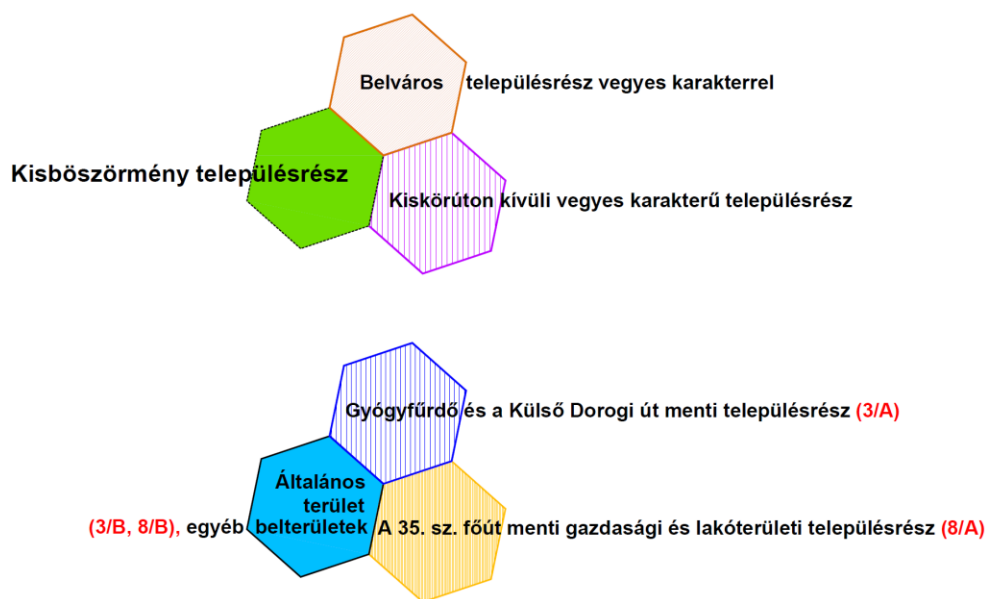 Belváros településrész vegyes karakterrel
Kisböszörmény településrész
Kiskörúton kívüli vegyes karakterű településrész
Gyógyfűrdő és a Külső Dorogi út menti településrész (3/A)
Általános
terület
(3/B, 8/B), egyéb belterületek
A 35. sz. főút menti gazdasági és lakóterületi településrész (8/A)